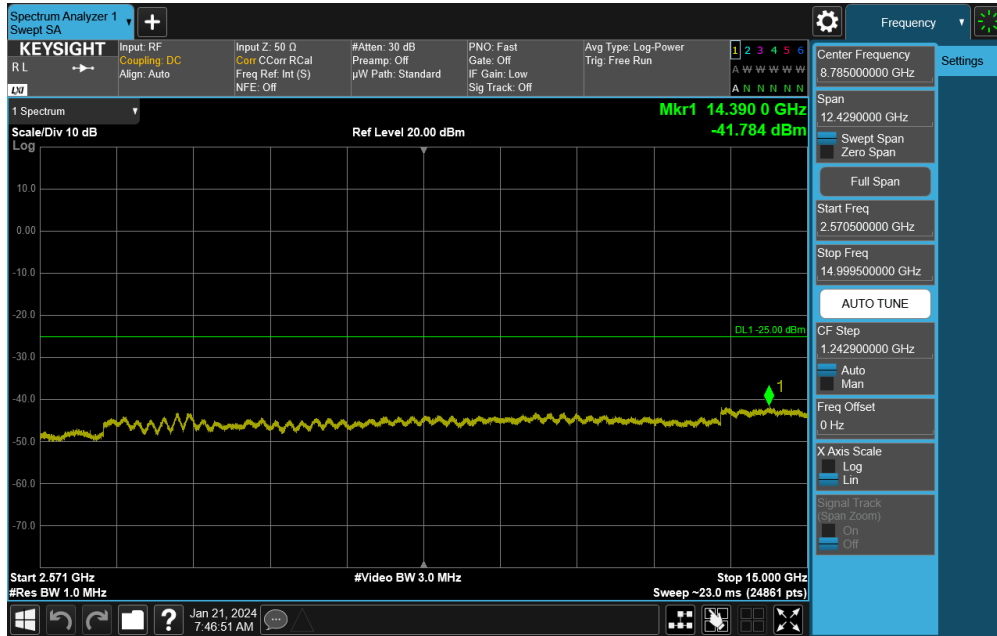 Spectrum Analyzer 1
Swept SA
Frequency
KEYSIGHT
R L
LXI
Input: RF
Coupling: DC
Align: Auto
Input Z: 50 Ω
Corr CCorr RCal
Freq Ref: Int (S)
NFE: Off
#Atten: 30 dB
Preamp: Off
µW Path: Standard
PNO: Fast
Gate: Off
IF Gain: Low
Sig Track: Off
Avg Type: Log-Power
Trig: Free Run
1 2 3 4 5 6
A W W W W W
A N N N N N
1 Spectrum
Mkr1 14.390 0 GHz
-41.784 dBm
Scale/Div 10 dB
Ref Level 20.00 dBm
Log
10.0
0.00
-10.0
-20.0
DL1 -25.00 dBm
-30.0
-40.0
1
-50.0
-60.0
-70.0
Start 2.571 GHz
#Video BW 3.0 MHz
Stop 15.000 GHz
#Res BW 1.0 MHz
Sweep ~23.0 ms (24861 pts)
Center Frequency
8.785000000 GHz
Settings
Span
12.4290000 GHz
Swept Span
Zero Span
Full Span
Start Freq
2.570500000 GHz
Stop Freq
14.999500000 GHz
AUTO TUNE
CF Step
1.242900000 GHz
Auto
Man
Freq Offset
0 Hz
X Axis Scale
Log
Lin
Signal Track
(Span Zoom)
On
Off
?
Jan 21, 2024
7:46:51 AM